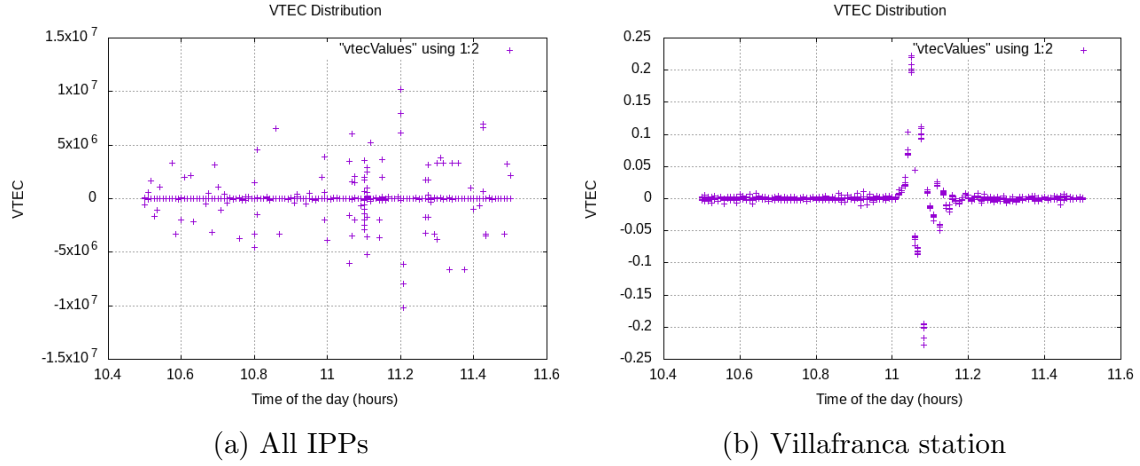 VTEC Distribution
1.5x10^7
1x10^7
5x10^6
0
-5x10^6
-1x10^7
-1.5x10^7
VTEC
"vtecValues" using 1:2
10.4 10.6 10.8 11 11.2 11.4 11.6
Time of the day (hours)
(a) All IPPs
VTEC Distribution
0.25
0.2
0.15
0.1
0.05
0
-0.05
-0.1
-0.15
-0.2
-0.25
VTEC
"vtecValues" using 1:2
10.4 10.6 10.8 11 11.2 11.4 11.6
Time of the day (hours)
(b) Villafranca station